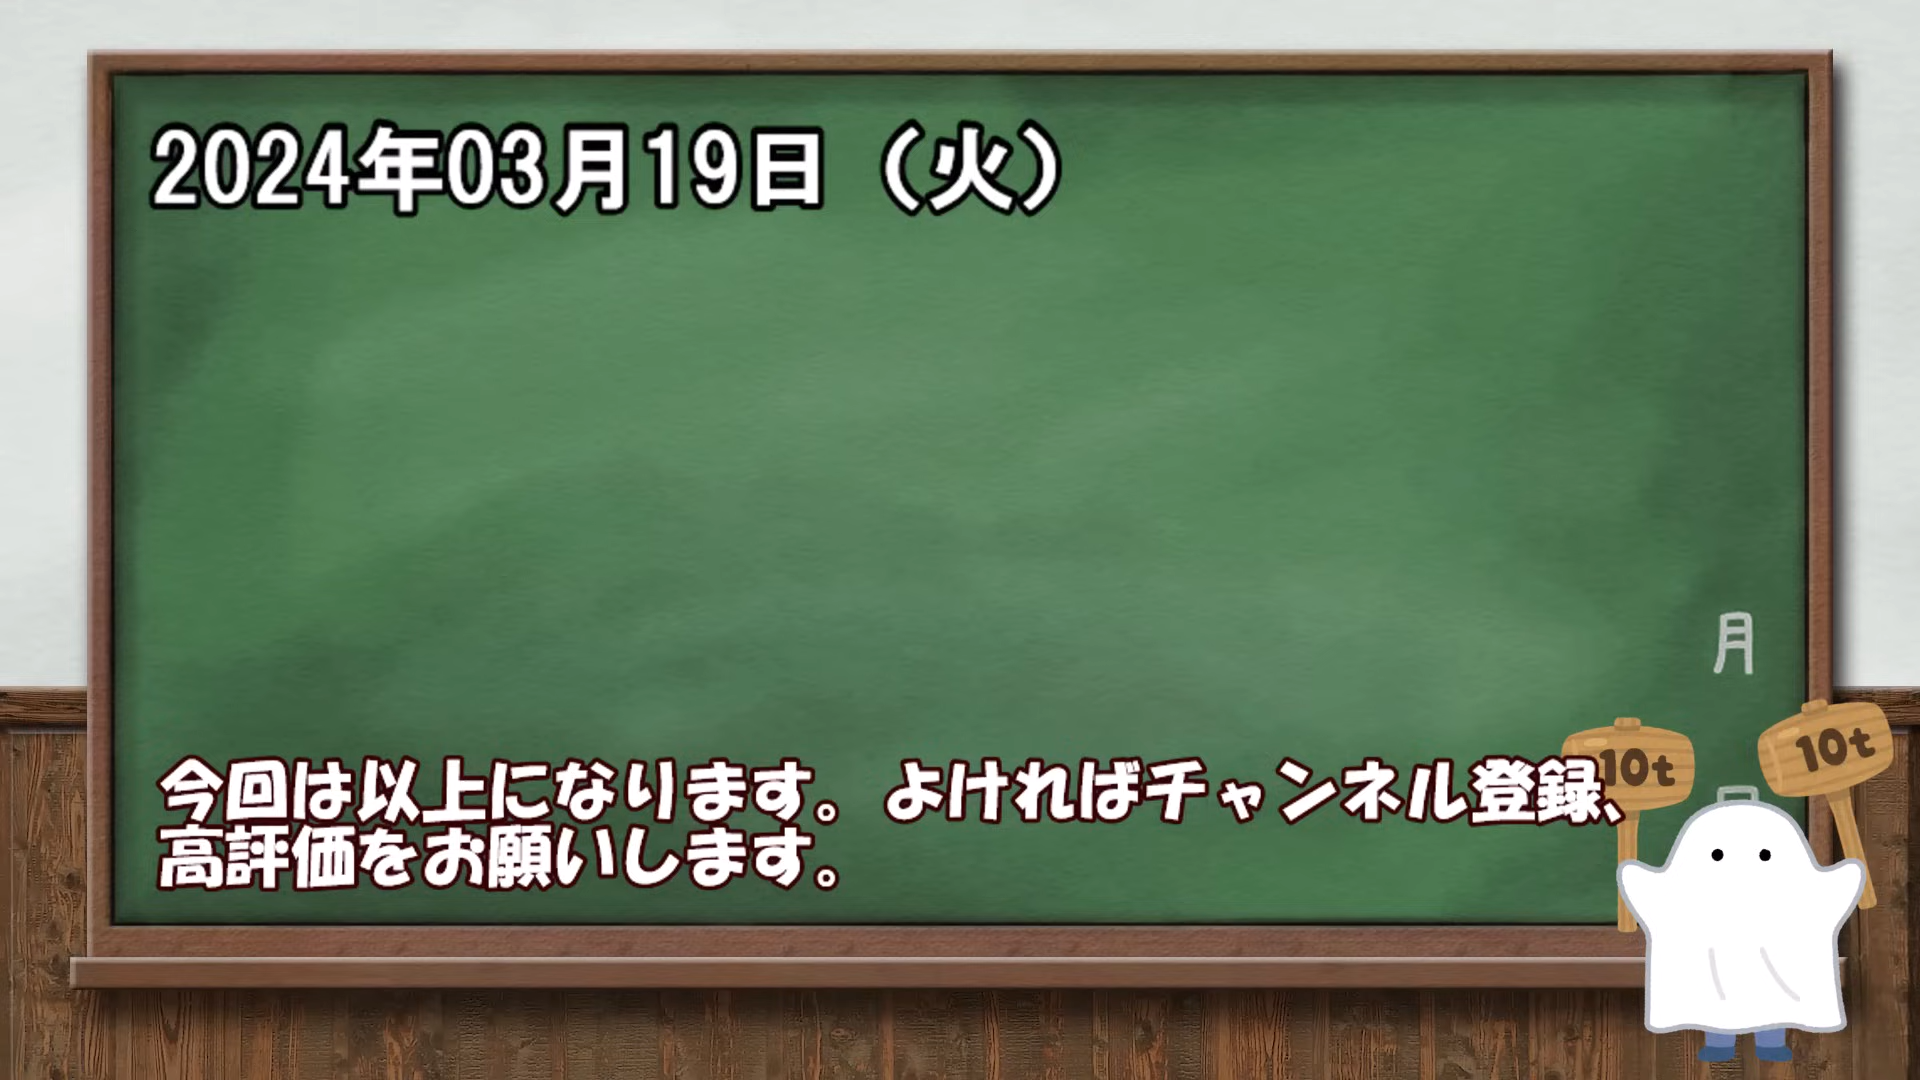 2024年03月19日（火）
月
今回は以上になります。よければチャンネル登録、
高評価をお願いします。
10t
10t